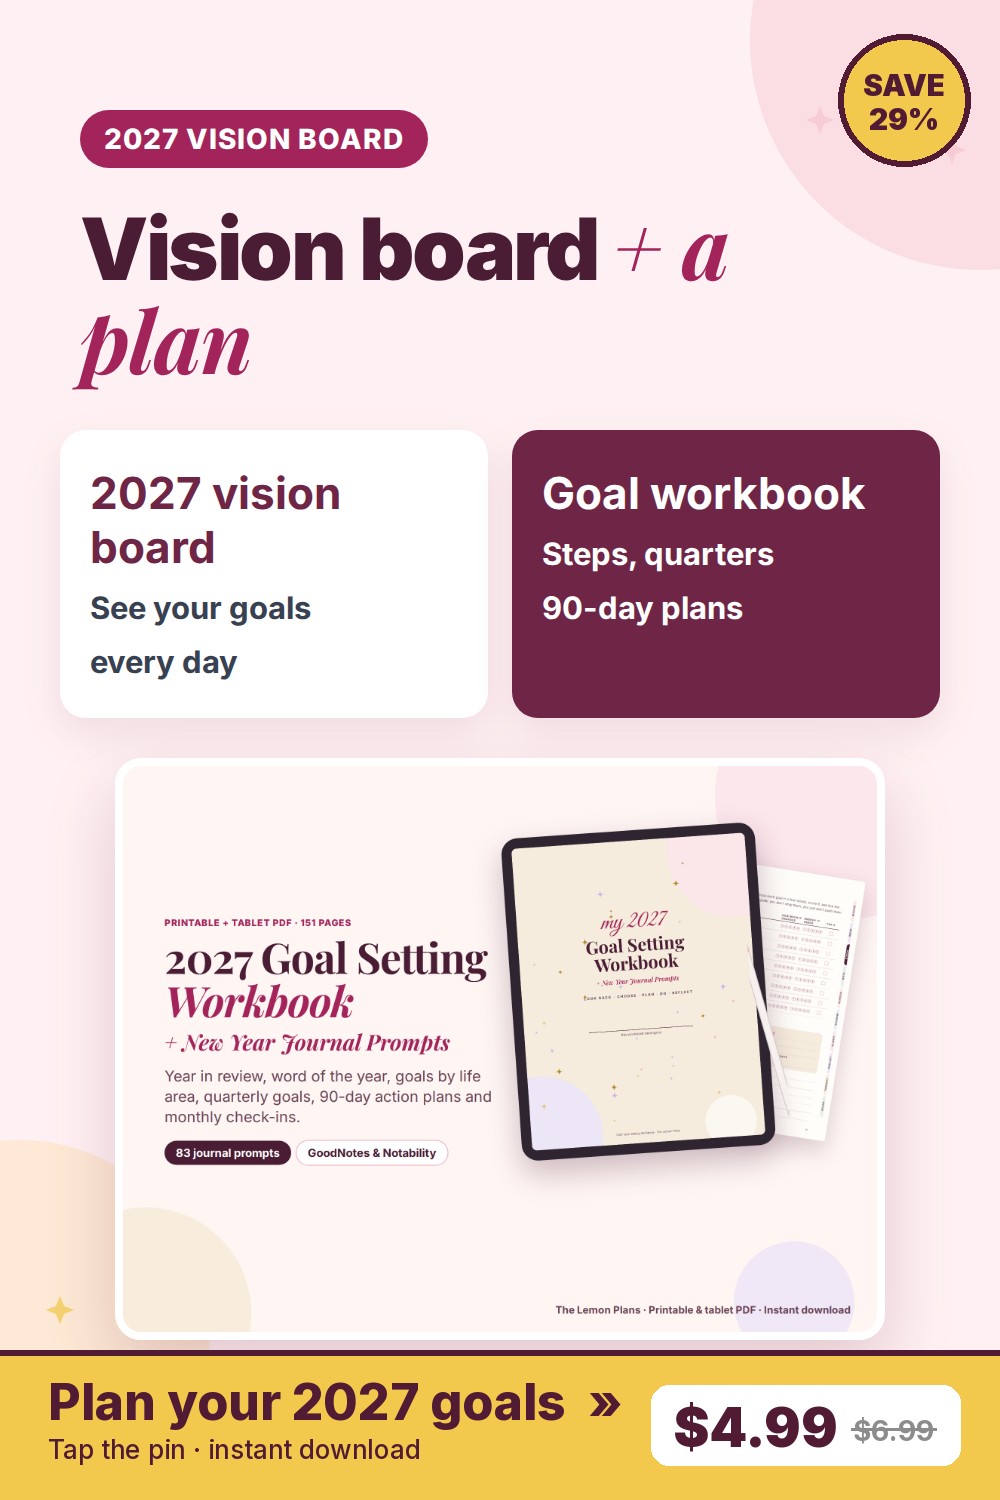 SAVE
29%
2027 VISION BOARD
Vision board + a
plan
2027 vision
board
See your goals
every day
Goal workbook
Steps, quarters
90-day plans
PRINTABLE + TABLET PDF · 151 PAGES
2027 Goal Setting
Workbook
+ New Year Journal Prompts
Year in review, word of the year, goals by life
area, quarterly goals, 90-day action plans and
monthly check-ins.
83 journal prompts
GoodNotes & Notability
my 2027
Goal Setting
Workbook
+ New Year Journal Prompts
The Lemon Plans · Printable & tablet PDF · Instant download
Plan your 2027 goals »
Tap the pin · instant download
$4.99 $6.99